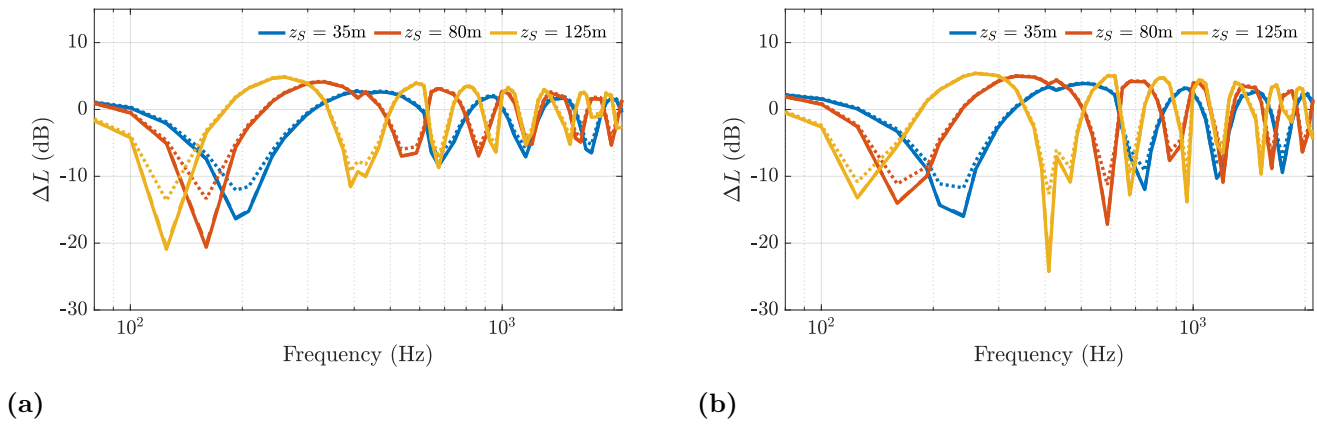 10
0
-10
-20
-30
ΔL (dB)
z_S = 35m z_S = 80m z_S = 125m
10^2 10^3
Frequency (Hz)
(a)
10
0
-10
-20
-30
ΔL (dB)
z_S = 35m z_S = 80m z_S = 125m
10^2 10^3
Frequency (Hz)
(b)